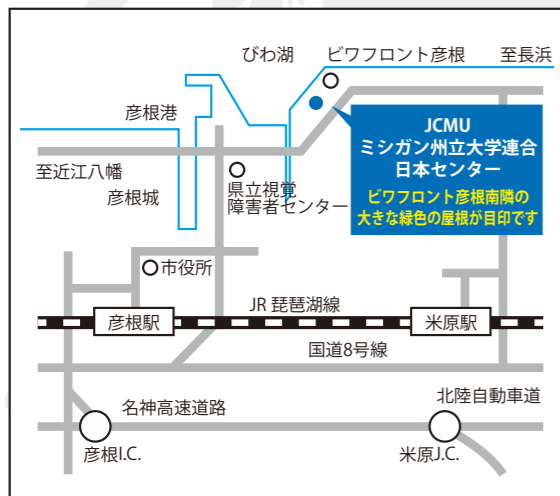 びわ湖
ビワフロント彦根
至長浜
彦根港
JCMU
ミシガン州立大学連合
日本センター
ビワフロント彦根南隣の
大きな緑色の屋根が目印です
至近江八幡
彦根城
県立視覚
障害者センター
市役所
JR 琵琶湖線
彦根駅
米原駅
国道8号線
北陸自動車道
名神高速道路
彦根I.C.
米原J.C.